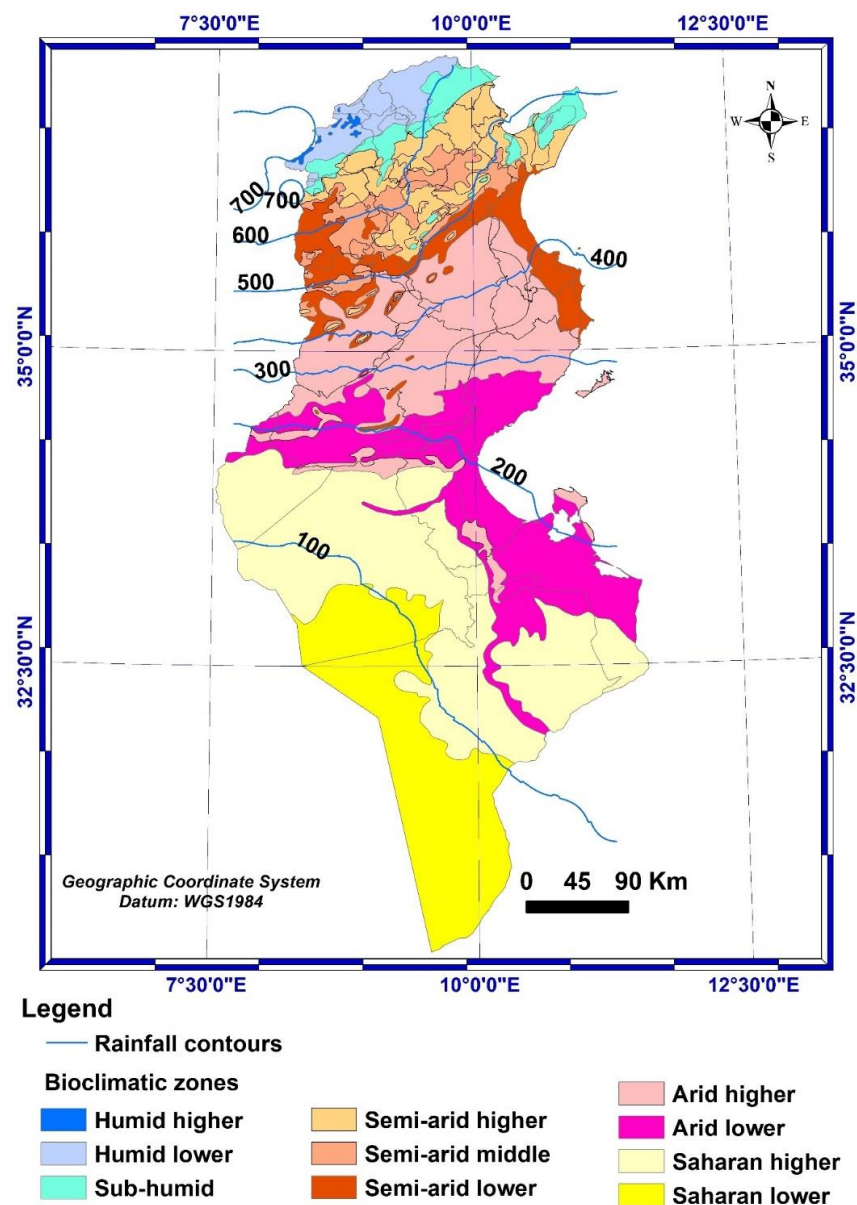 7°30'0"E 10°0'0"E 12°30'0"E
N
W E
S
700
700
600
500
400
35°0'0"N 35°0'0"N
300
200
100
32°30'0"N 32°30'0"N
Geographic Coordinate System
Datum: WGS1984
0 45 90 Km
7°30'0"E 10°0'0"E 12°30'0"E
Legend
Rainfall contours
Bioclimatic zones
Humid higher
Humid lower
Sub-humid
Semi-arid higher
Semi-arid middle
Semi-arid lower
Arid higher
Arid lower
Saharan higher
Saharan lower